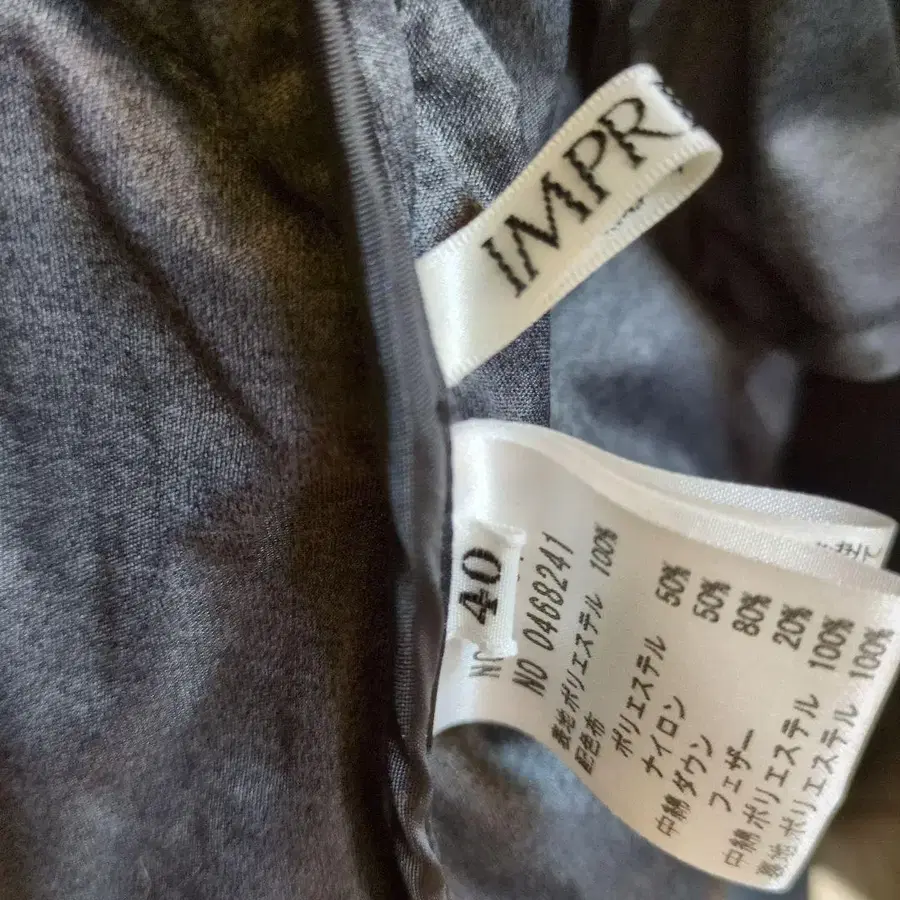 IMPR
40
NO 0468241
表地 ポリエステル 100%
配色布
ポリエステル 50%
ナイロン 50%
中綿 ダウン 80%
フェザー 20%
中綿 ポリエステル 100%
裏地 ポリエステル 100%